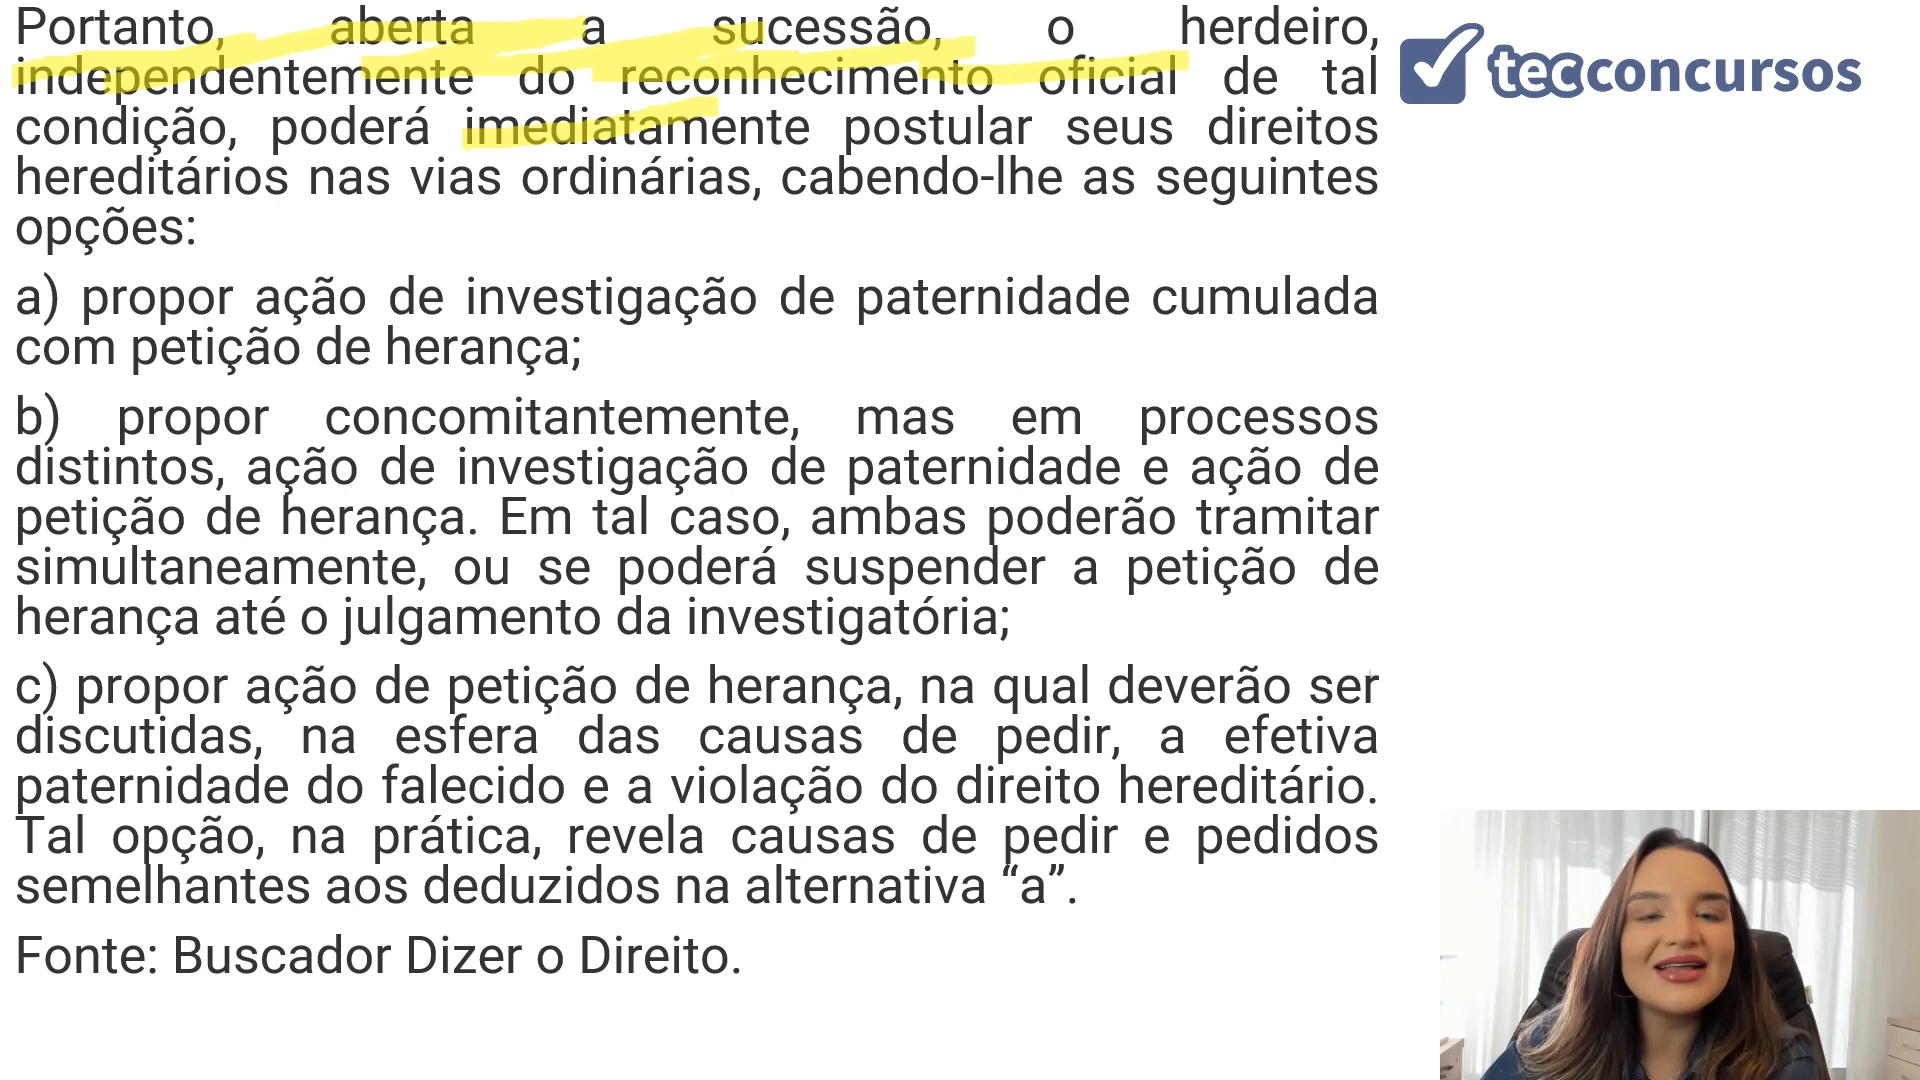 Portanto, aberta a sucessão, o herdeiro,
independentemente do reconhecimento oficial de tal
condição, poderá imediatamente postular seus direitos
hereditários nas vias ordinárias, cabendo-lhe as seguintes
opções:
a) propor ação de investigação de paternidade cumulada
com petição de herança;
b) propor concomitantemente, mas em processos
distintos, ação de investigação de paternidade e ação de
petição de herança. Em tal caso, ambas poderão tramitar
simultaneamente, ou se poderá suspender a petição de
herança até o julgamento da investigatória;
c) propor ação de petição de herança, na qual deverão ser
discutidas, na esfera das causas de pedir, a efetiva
paternidade do falecido e a violação do direito hereditário.
Tal opção, na prática, revela causas de pedir e pedidos
semelhantes aos deduzidos na alternativa “a”.
Fonte: Buscador Dizer o Direito.
tecconcursos